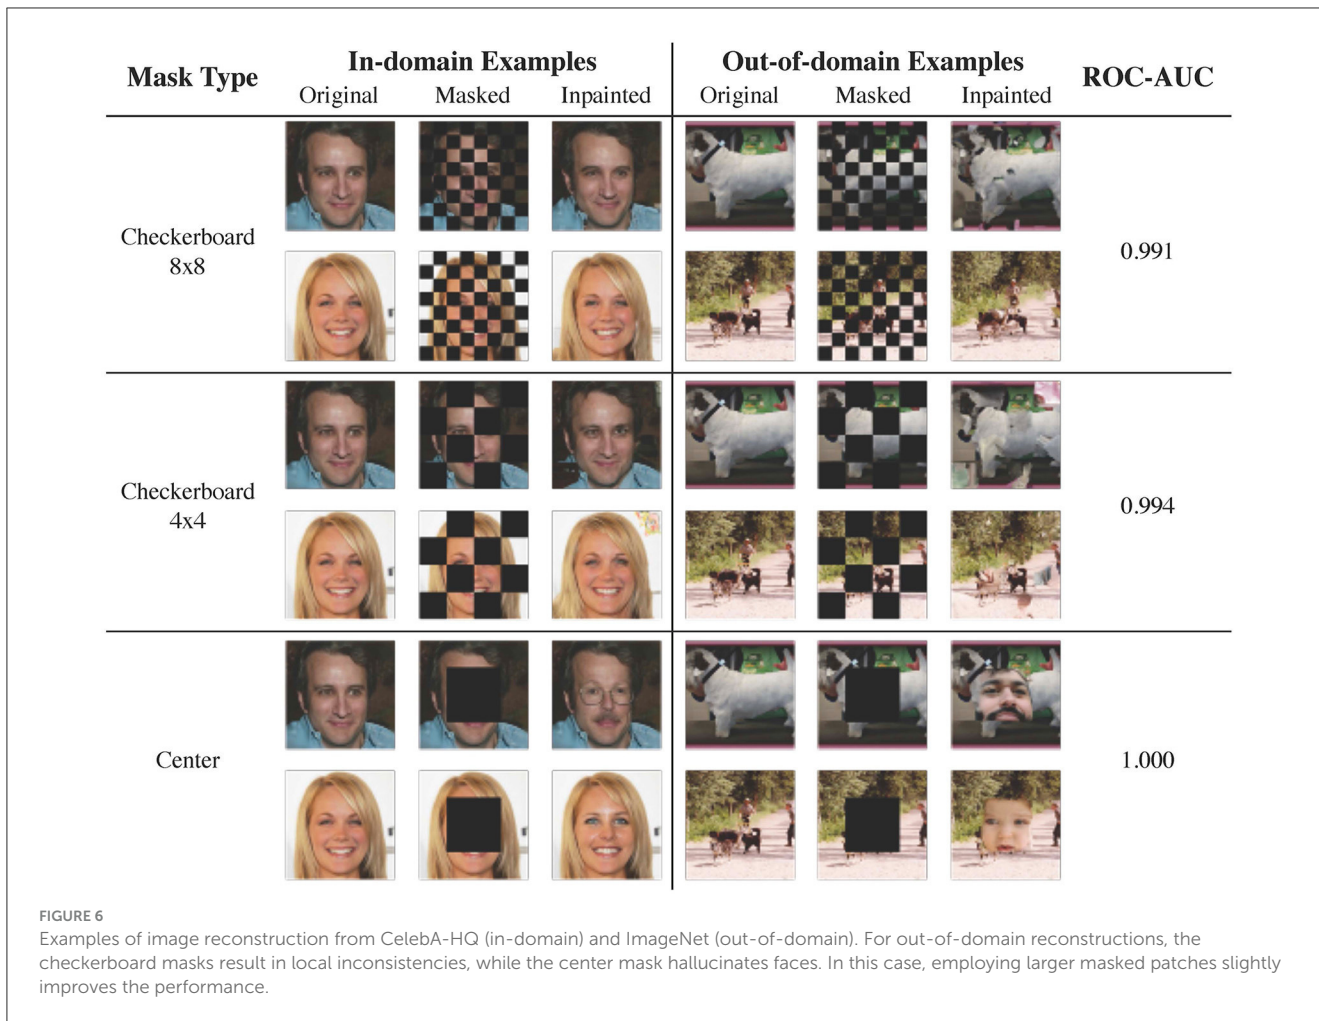 Mask Type
In-domain Examples
Out-of-domain Examples
ROC-AUC
Original
Masked
Inpainted
Original
Masked
Inpainted
Checkerboard
8x8
0.991
Checkerboard
4x4
0.994
Center
1.000
FIGURE 6
Examples of image reconstruction from CelebA-HQ (in-domain) and ImageNet (out-of-domain). For out-of-domain reconstructions, the
checkerboard masks result in local inconsistencies, while the center mask hallucinates faces. In this case, employing larger masked patches slightly
improves the performance.